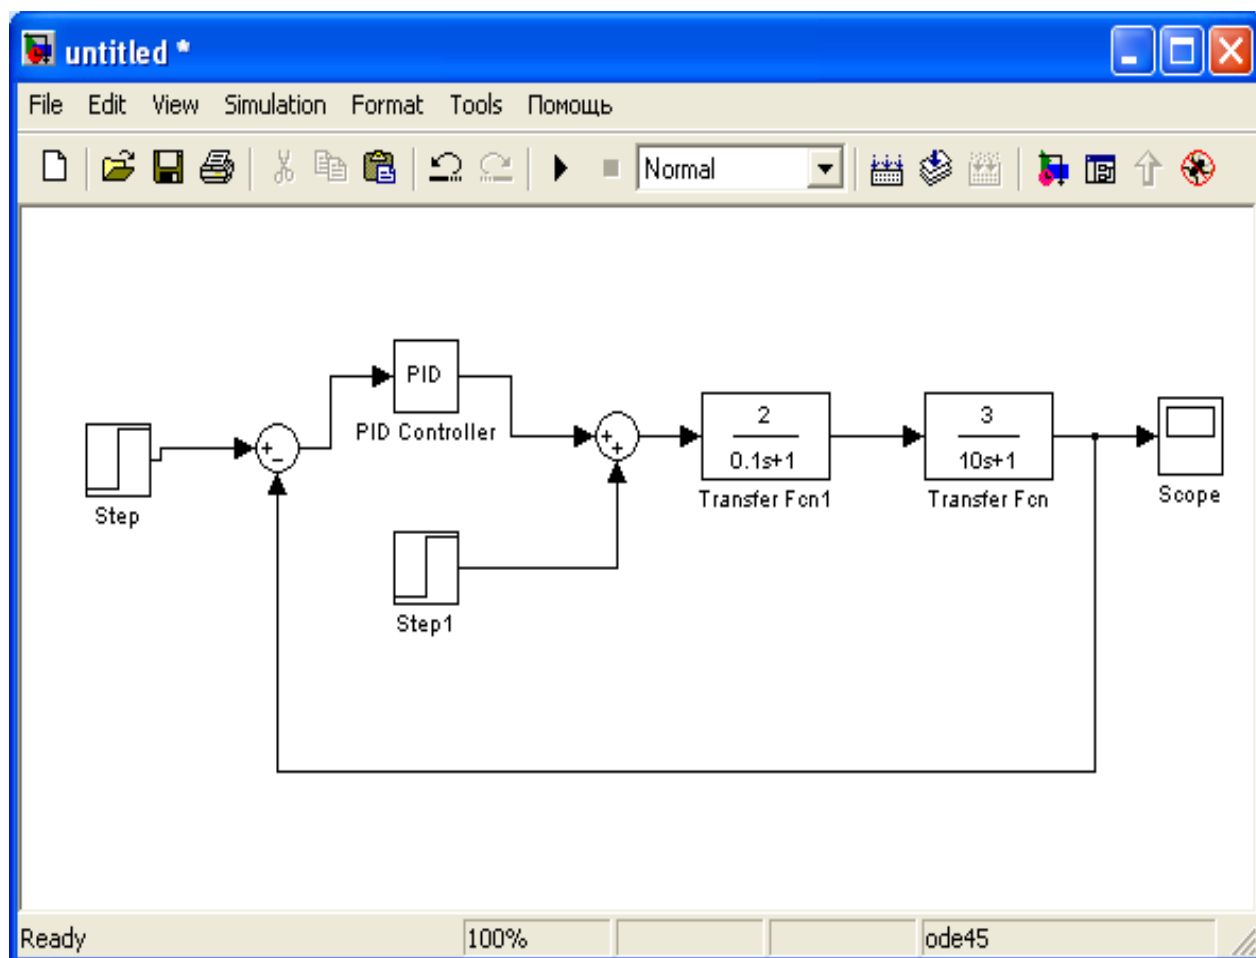 untitled *
File Edit View Simulation Format Tools Помощь
Normal
PID
PID Controller
Step
Step1
2
0.1s+1
Transfer Fcn1
3
10s+1
Transfer Fcn
Scope
Ready 100% ode45